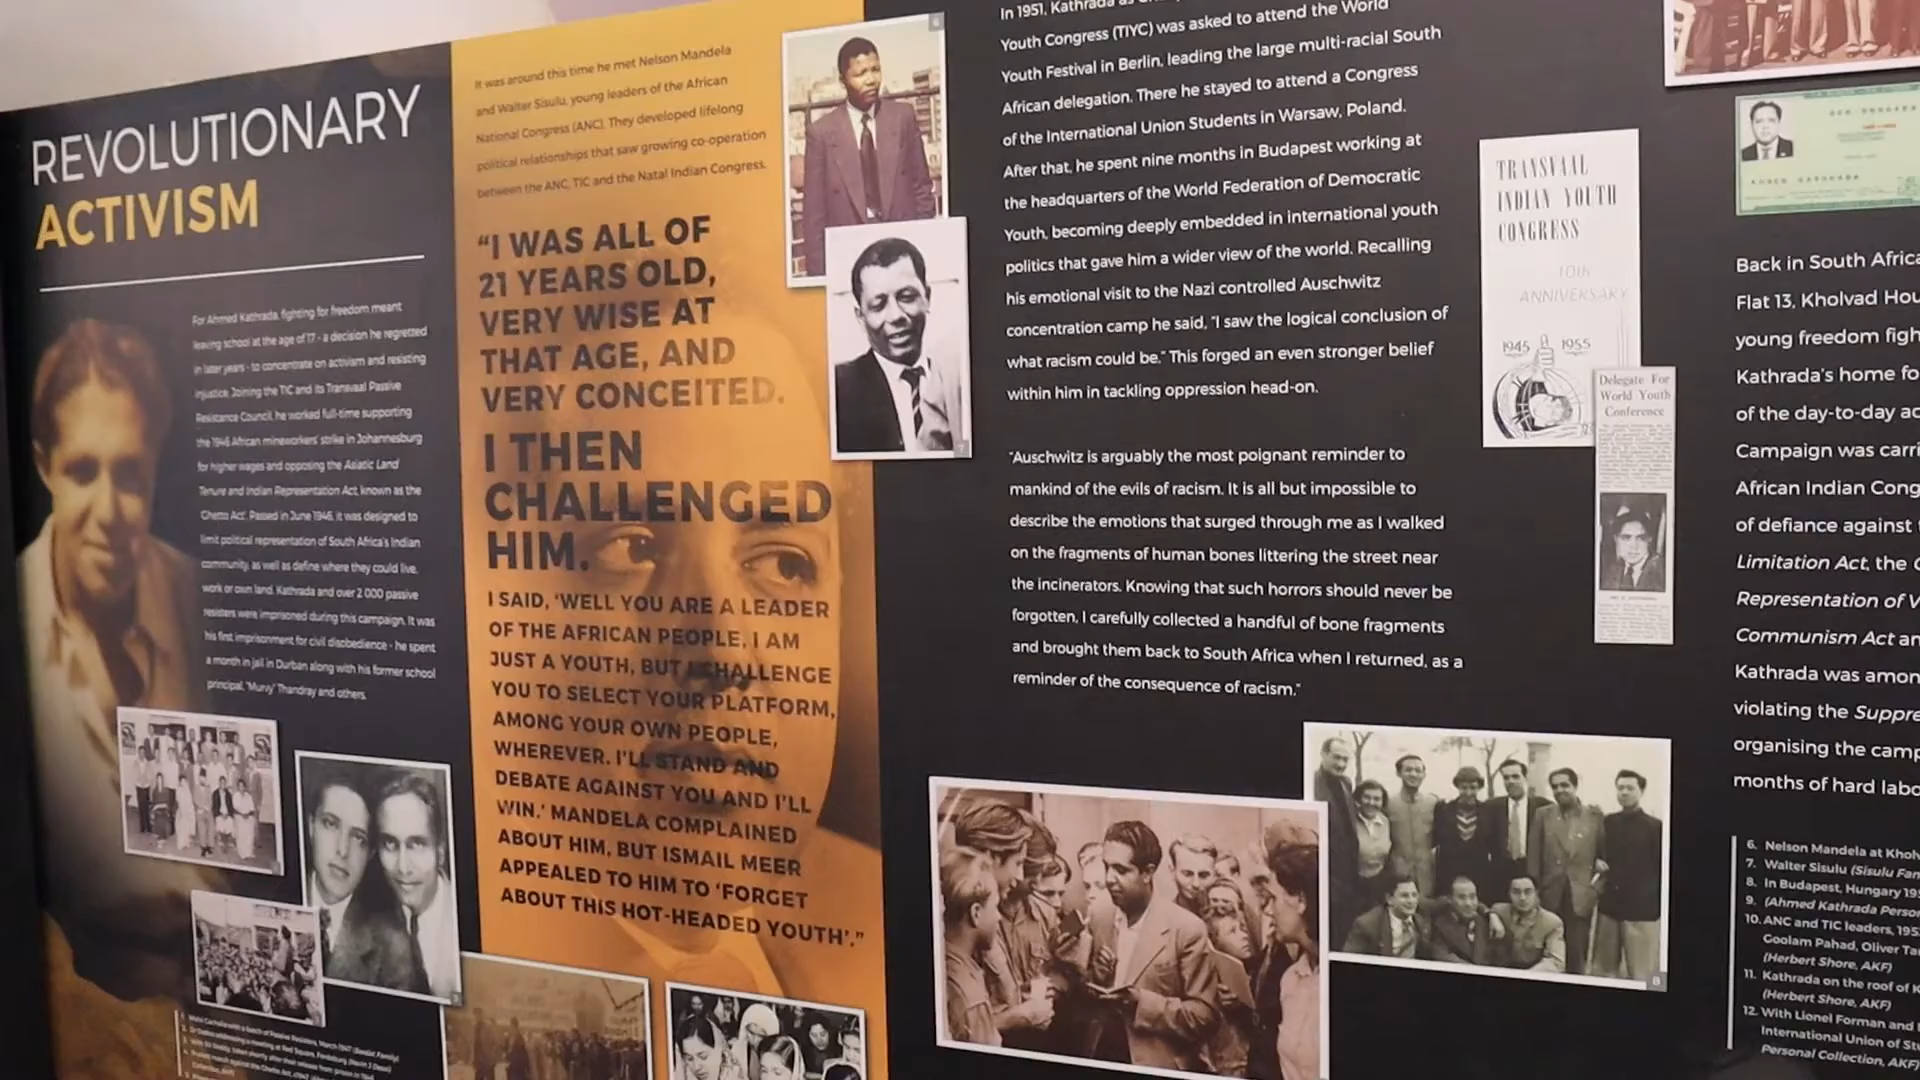 REVOLUTIONARY
ACTIVISM
For Ahmed Kathrada, fighting for freedom meant
leaving school at the age of 17 - a decision he regretted
in later years - to concentrate on activism and resisting
injustice. Joining the TIC and its Transvaal Passive
Resistance Council, he worked full-time supporting
the 1946 African mineworkers' strike in Johannesburg
for higher wages and opposing the Asiatic Land
Tenure and Indian Representation Act, known as the
'Ghetto Act'. Passed in June 1946, it was designed to
limit political representation of South Africa's Indian
community, as well as define where they could live,
work or own land. Kathrada and over 2 000 passive
resisters were imprisoned during this campaign. It was
his first imprisonment for civil disobedience - he spent
a month in jail in Durban along with his former school
principal, "Murvy" Thandray and others.
It was around this time he met Nelson Mandela
and Walter Sisulu, young leaders of the African
National Congress (ANC). They developed lifelong
political relationships that saw growing co-operation
between the ANC, TIC and the Natal Indian Congress.
"I WAS ALL OF
21 YEARS OLD,
VERY WISE AT
THAT AGE, AND
VERY CONCEITED.
I THEN
CHALLENGED
HIM.
I SAID, 'WELL YOU ARE A LEADER
OF THE AFRICAN PEOPLE, I AM
JUST A YOUTH, BUT I CHALLENGE
YOU TO SELECT YOUR PLATFORM,
AMONG YOUR OWN PEOPLE,
WHEREVER. I'LL STAND AND
DEBATE AGAINST YOU AND I'LL
WIN.' MANDELA COMPLAINED
ABOUT HIM, BUT ISMAIL MEER
APPEALED TO HIM TO 'FORGET
ABOUT THIS HOT-HEADED YOUTH'."
6
7
In 1951, Kathrada as
Youth Congress (TIYC) was asked to attend the World
Youth Festival in Berlin, leading the large multi-racial South
African delegation. There he stayed to attend a Congress
of the International Union Students in Warsaw, Poland.
After that, he spent nine months in Budapest working at
the headquarters of the World Federation of Democratic
Youth, becoming deeply embedded in international youth
politics that gave him a wider view of the world. Recalling
his emotional visit to the Nazi controlled Auschwitz
concentration camp he said, "I saw the logical conclusion of
what racism could be." This forged an even stronger belief
within him in tackling oppression head-on.
"Auschwitz is arguably the most poignant reminder to
mankind of the evils of racism. It is all but impossible to
describe the emotions that surged through me as I walked
on the fragments of human bones littering the street near
the incinerators. Knowing that such horrors should never be
forgotten, I carefully collected a handful of bone fragments
and brought them back to South Africa when I returned, as a
reminder of the consequence of racism."
TRANSVAAL
INDIAN YOUTH
CONGRESS
10th
ANNIVERSARY
1945 1955
Delegate For
World Youth
Conference
8
Back in South Africa
Flat 13, Kholvad Hou
young freedom figh
Kathrada's home fo
of the day-to-day ac
Campaign was carri
African Indian Cong
of defiance against
Limitation Act, the
Representation of V
Communism Act an
Kathrada was amon
violating the Suppre
organising the camp
months of hard labo
6. Nelson Mandela at Kholv
7. Walter Sisulu (Sisulu Fam
8. In Budapest, Hungary 195
9. (Ahmed Kathrada Person
10. ANC and TIC leaders, 195
Goolam Pahad, Oliver Ta
(Herbert Shore, AKF)
11. Kathrada on the roof of K
(Herbert Shore, AKF)
12. With Lionel Forman and
International Union of Stu
Personal Collection, AKF)